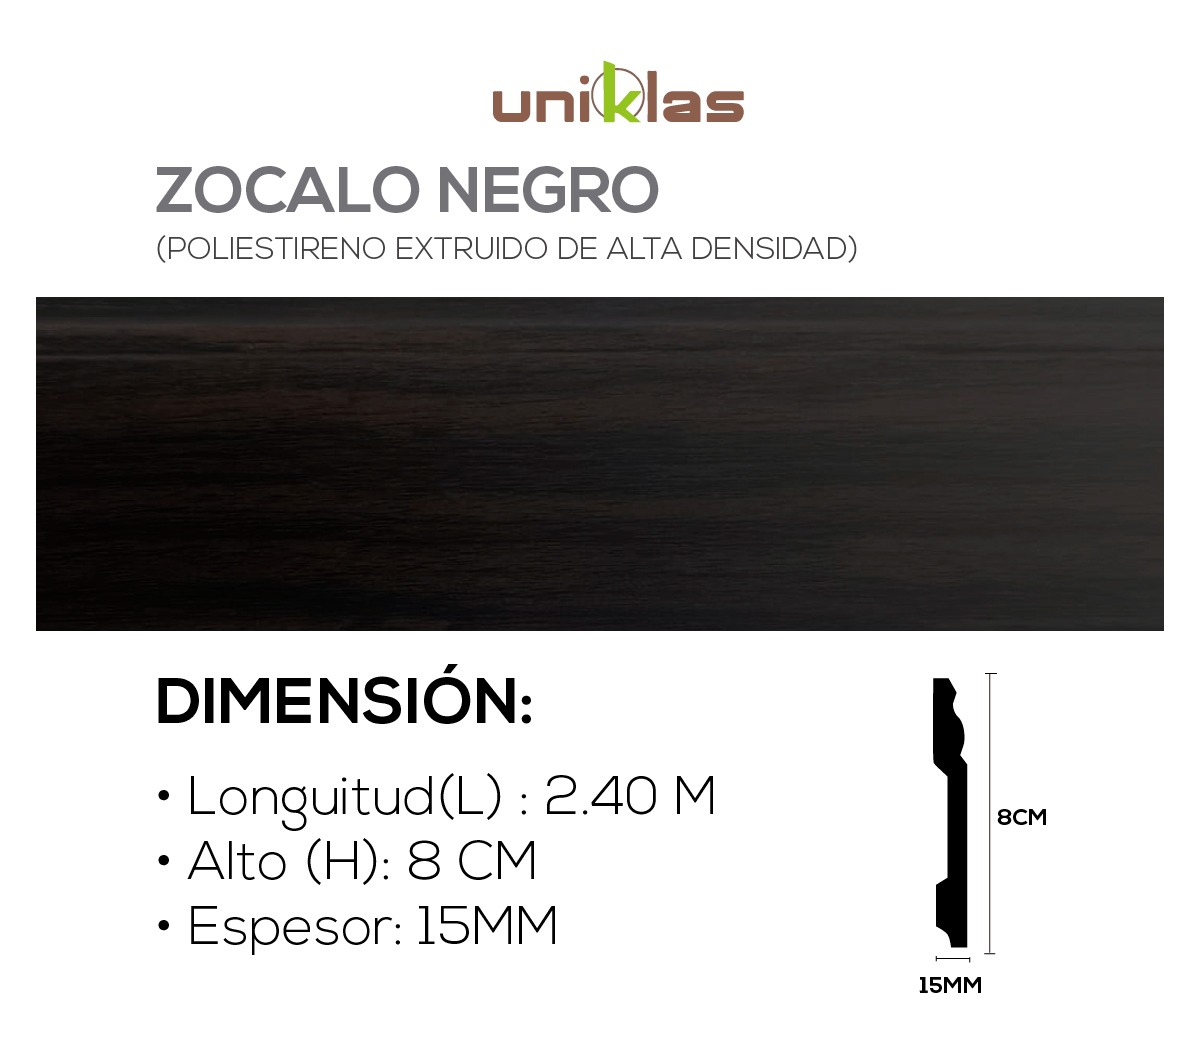 uniklas
ZOCALO NEGRO
(POLIESTIRENO EXTRUIDO DE ALTA DENSIDAD)
DIMENSIÓN:
• Longuitud(L) : 2.40 M
• Alto (H): 8 CM
• Espesor: 15MM
8CM
15MM